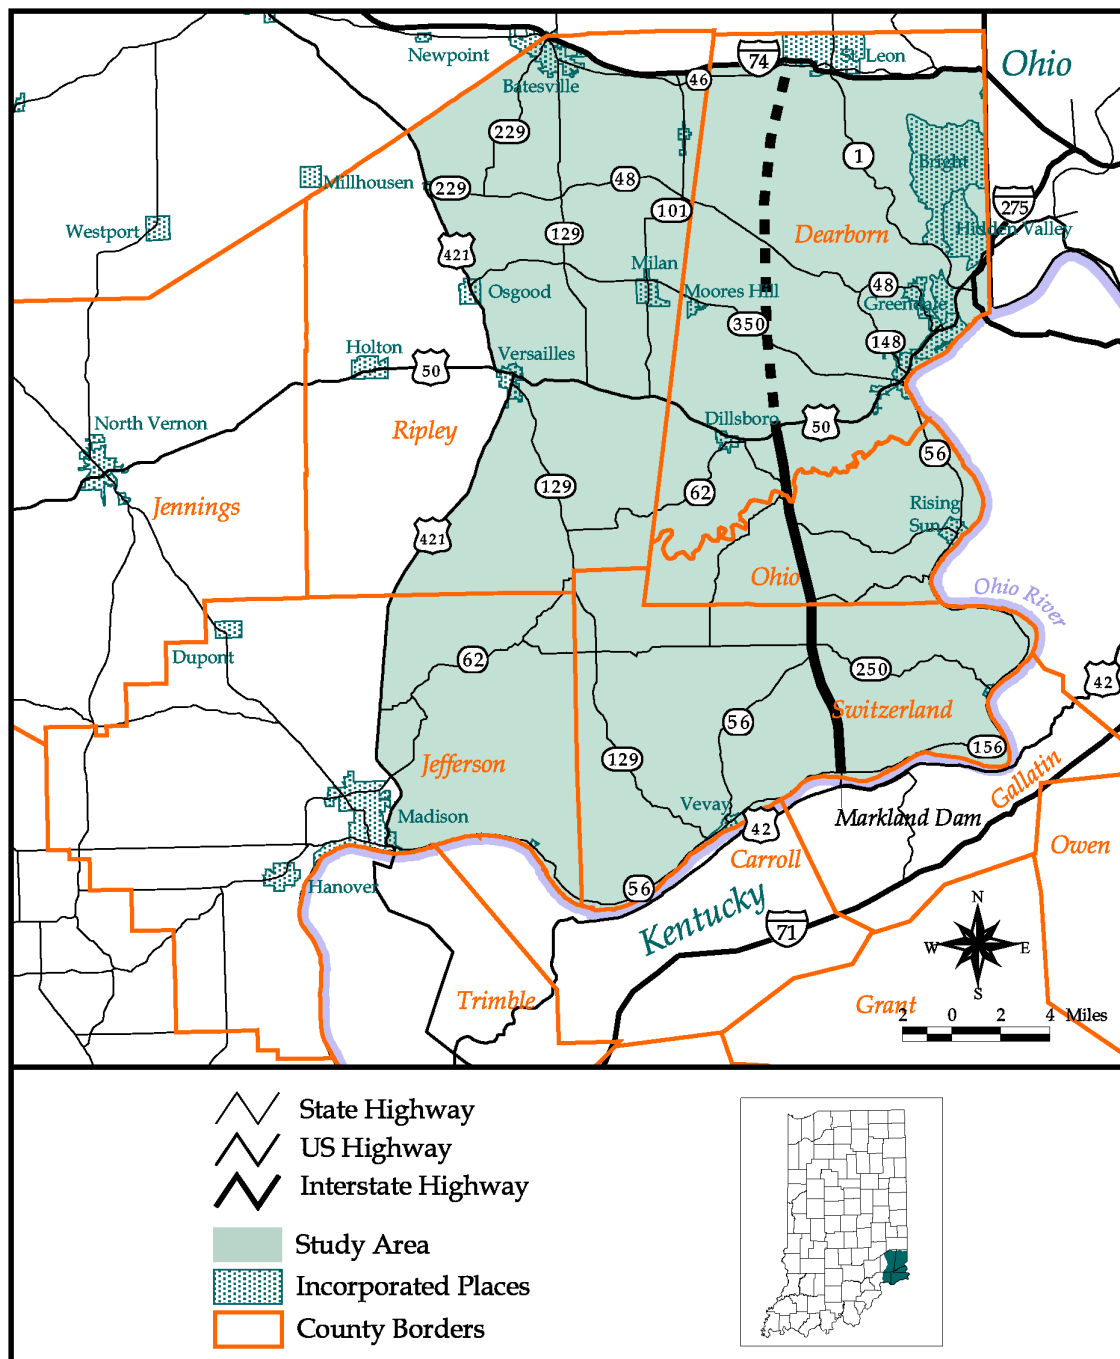 Newpoint
Batesville
74
St. Leon
Ohio
46
229
1
Bright
Millhusen
229
48
101
275
Westport
129
Dearborn
Hidden Valley
421
Milan
Osgood
Moores Hill
48
Greendale
350
148
Holton
50
Versailles
Dillsboro
50
North Vernon
Ripley
56
Jennings
129
62
Rising
Sun
421
Ohio
Ohio River
Dupont
62
250
42
56
Switzerland
Jefferson
129
156
Gallatin
Madison
Vevay
42
Markland Dam
Carroll
Owen
Hanover
56
Kentucky
71
N
W
E
S
Trimble
Grant
2 0 2 4 Miles
State Highway
US Highway
Interstate Highway
Study Area
Incorporated Places
County Borders